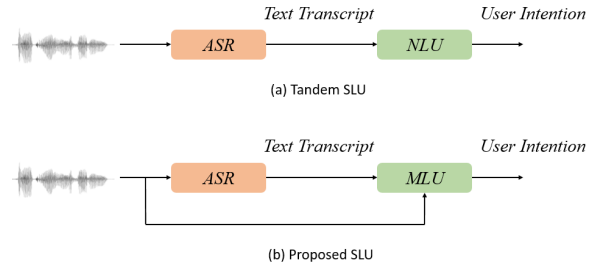 Text Transcript User Intention
ASR NLU
(a) Tandem SLU
Text Transcript User Intention
ASR MLU
(b) Proposed SLU